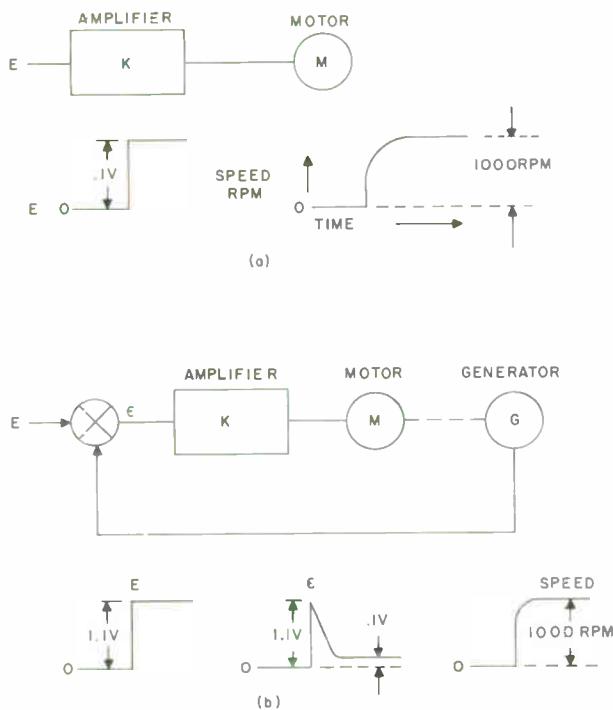 AMPLIFIER MOTOR
E K M
.1V
SPEED
RPM
1000RPM
E 0 0
TIME
(a)
AMPLIFIER MOTOR GENERATOR
E ϵ K M G
E ϵ SPEED
1.1V 1.1V .1V 1000 RPM
0 0 0
(b)